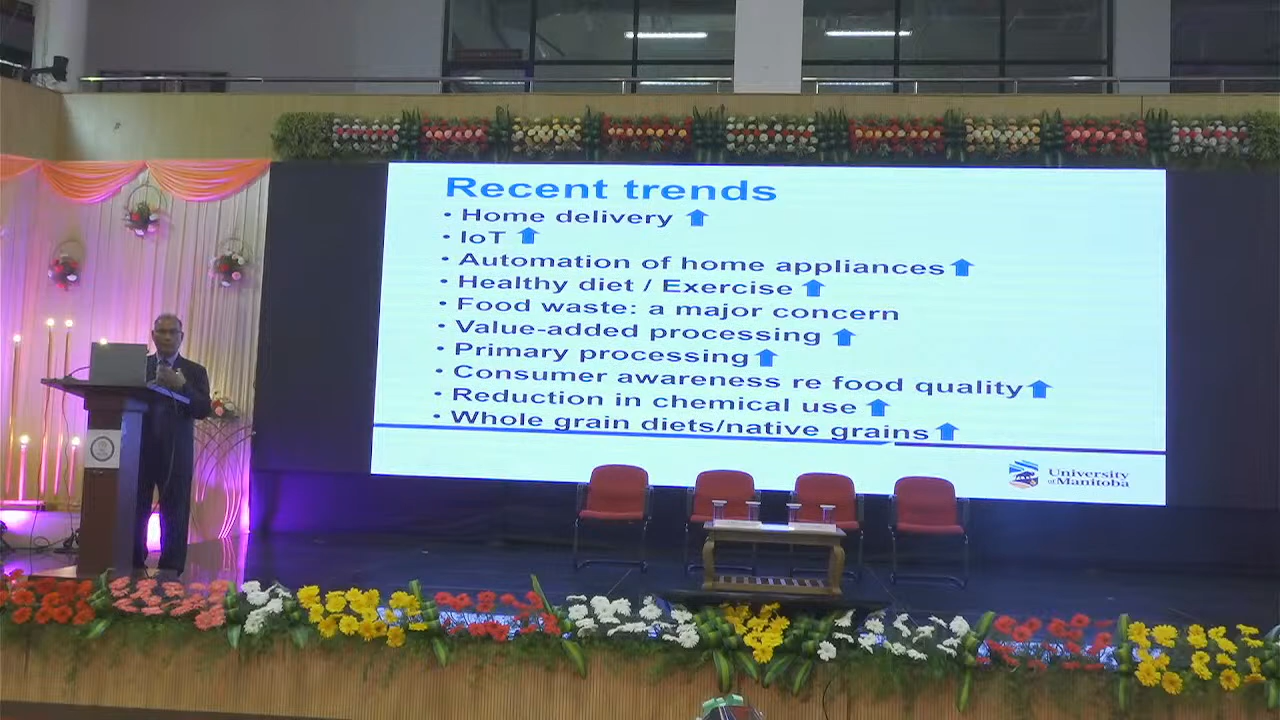 Recent trends
• Home delivery ⬆
• IoT ⬆
• Automation of home appliances ⬆
• Healthy diet / Exercise ⬆
• Food waste: a major concern
• Value-added processing ⬆
• Primary processing ⬆
• Consumer awareness re food quality ⬆
• Reduction in chemical use ⬆
• Whole grain diets/native grains ⬆
University
of Manitoba